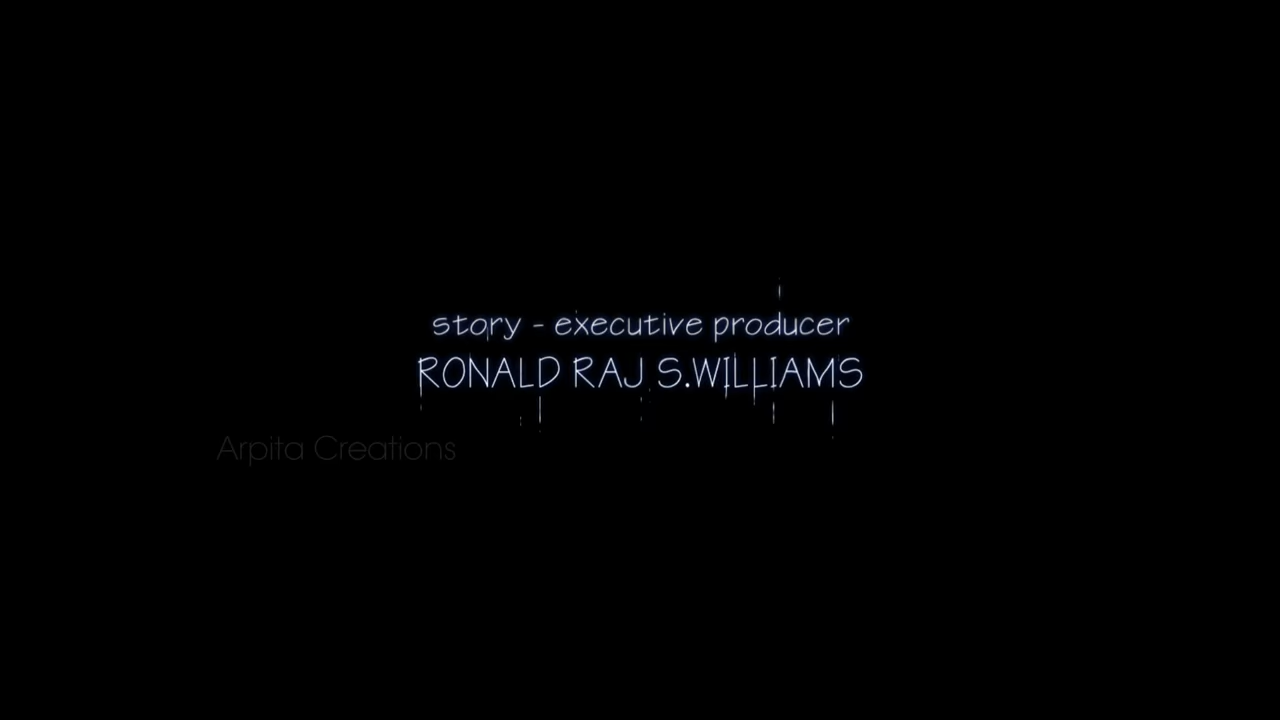 story - executive producer
RONALD RAJ S.WILLIAMS
Arpita Creations